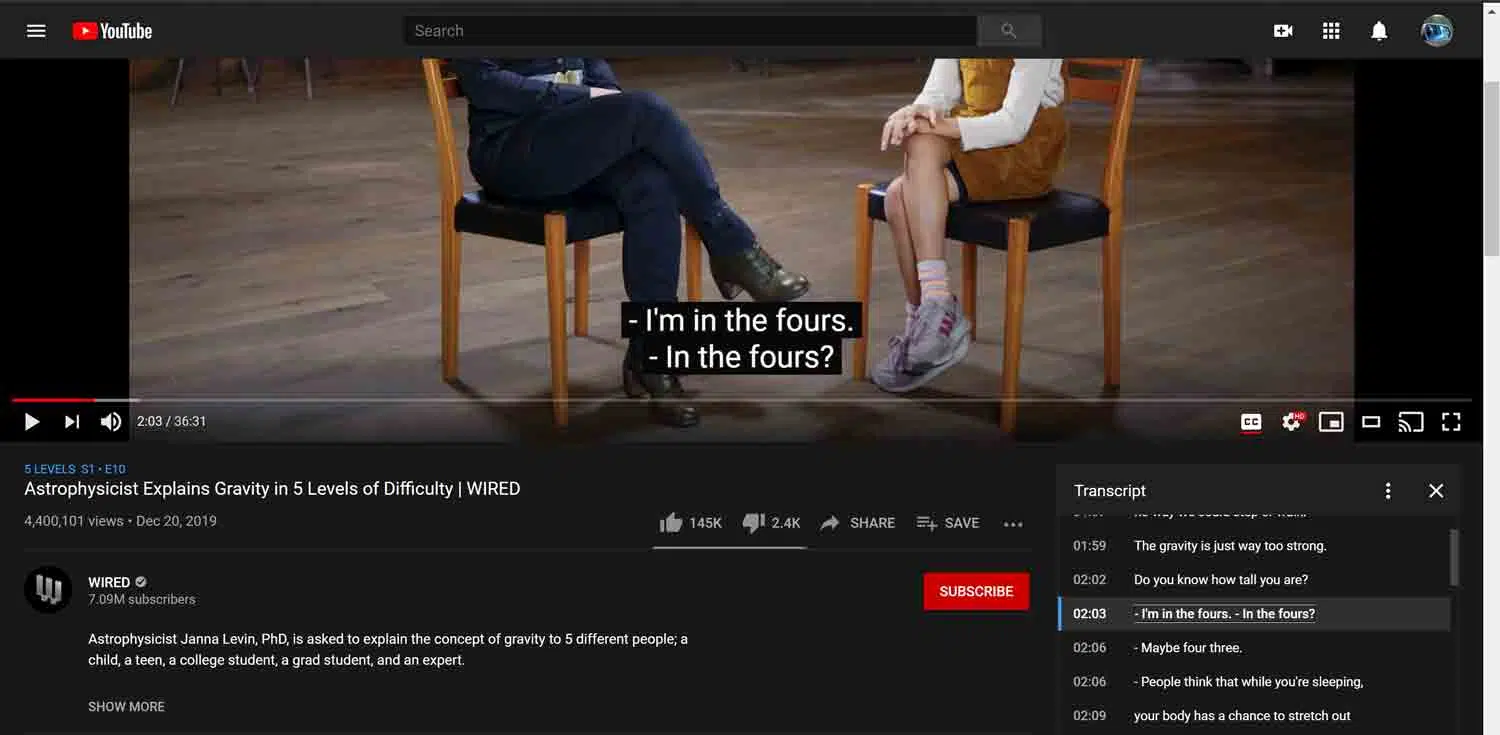 YouTube
Search
- I'm in the fours.
- In the fours?
2:03 / 36:31
CC
HD
5 LEVELS S1 • E10
Astrophysicist Explains Gravity in 5 Levels of Difficulty | WIRED
4,400,101 views • Dec 20, 2019
145K
2.4K
SHARE
SAVE
WIRED
7.09M subscribers
SUBSCRIBE
Astrophysicist Janna Levin, PhD, is asked to explain the concept of gravity to 5 different people; a
child, a teen, a college student, a grad student, and an expert.
SHOW MORE
Transcript
01:59 The gravity is just way too strong.
02:02 Do you know how tall you are?
02:03 - I'm in the fours. - In the fours?
02:06 - Maybe four three.
02:06 - People think that while you're sleeping,
02:09 your body has a chance to stretch out